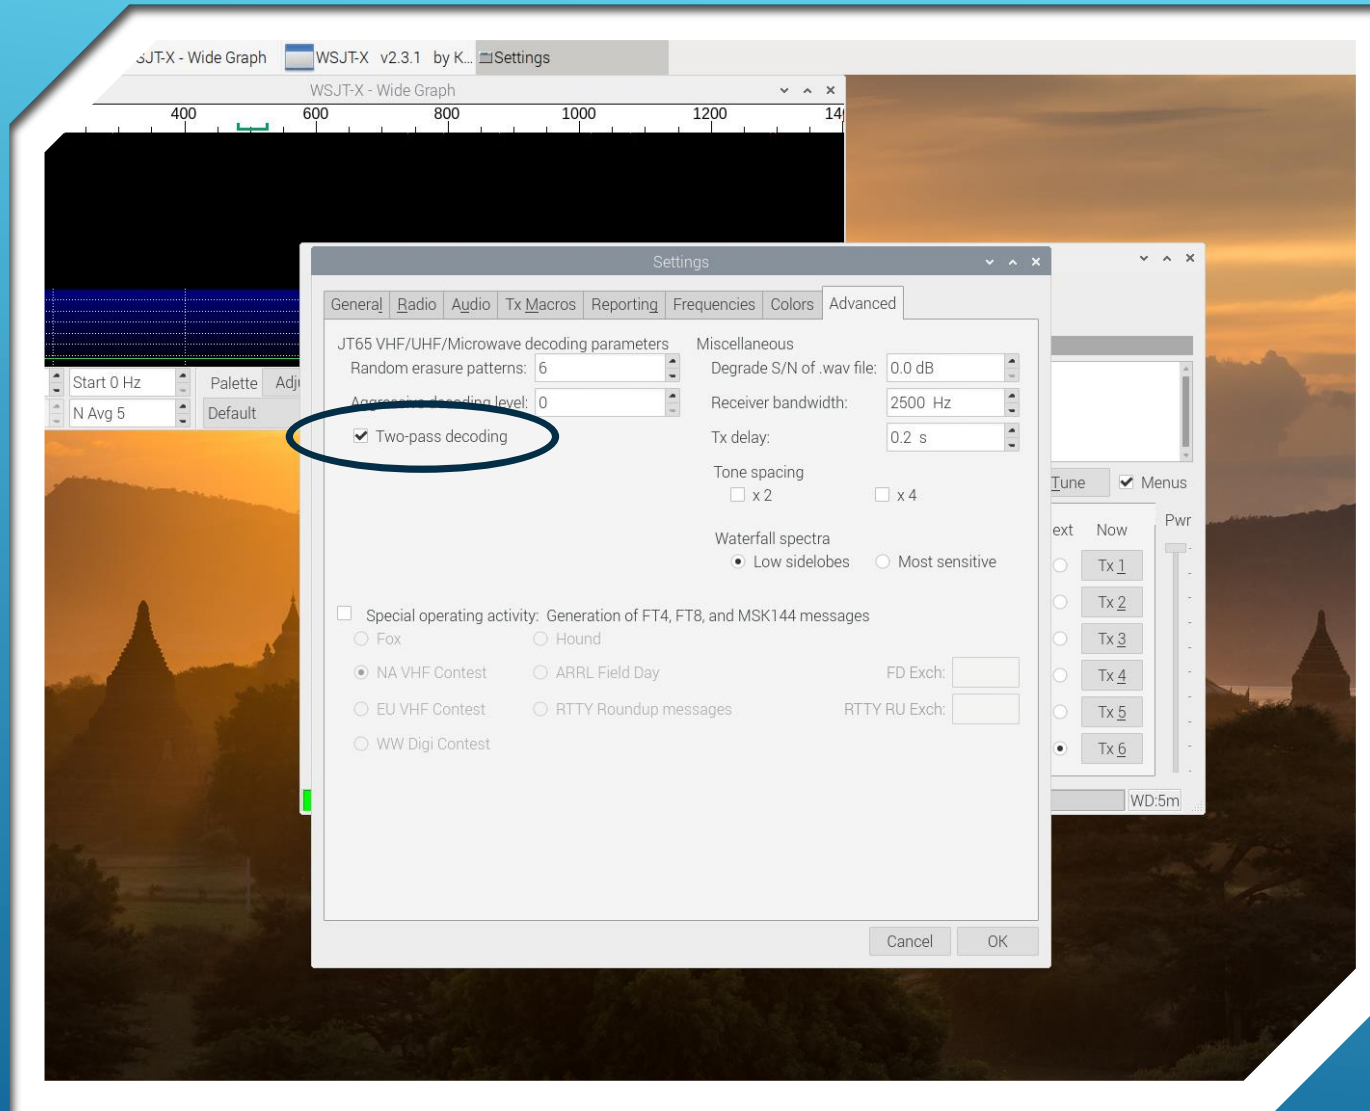 SJT-X - Wide Graph WSJT-X v2.3.1 by K... Settings
WSJT-X - Wide Graph
400 600 800 1000 1200 14
Settings
General Radio Audio Tx Macros Reporting Frequencies Colors Advanced
JT65 VHF/UHF/Microwave decoding parameters Miscellaneous
Random erasure patterns: 6 Degrade S/N of .wav file: 0.0 dB
Start 0 Hz Palette Adj
Aggressive decoding level: 0 Receiver bandwidth: 2500 Hz
N Avg 5 Default
Two-pass decoding Tx delay: 0.2 s
Tone spacing
x 2 x 4
Tune Menus
Waterfall spectra
Low sidelobes Most sensitive
ext Now Pwr
Tx 1
Tx 2
Special operating activity: Generation of FT4, FT8, and MSK144 messages
Fox Hound
Tx 3
NA VHF Contest ARRL Field Day FD Exch:
Tx 4
EU VHF Contest RTTY Roundup messages RTTY RU Exch:
Tx 5
WW Digi Contest
Tx 6
WD:5m
Cancel OK